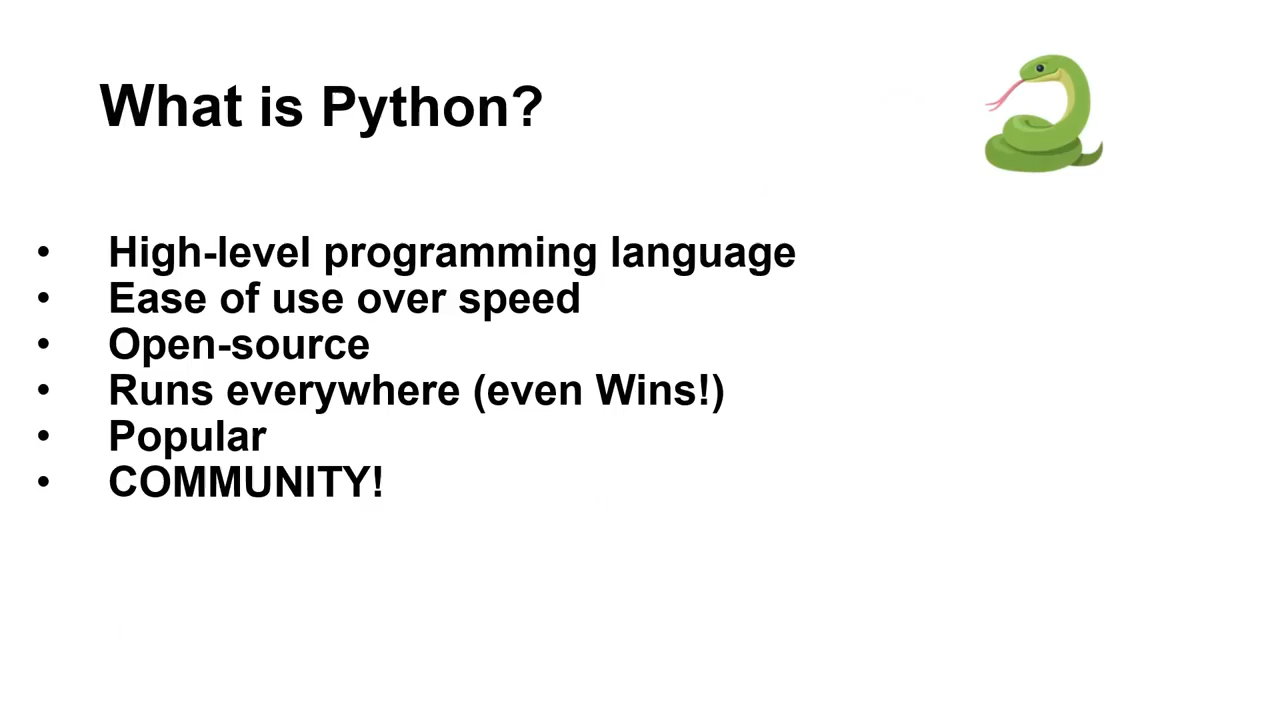 What is Python?
• High-level programming language
• Ease of use over speed
• Open-source
• Runs everywhere (even Wins!)
• Popular
• COMMUNITY!